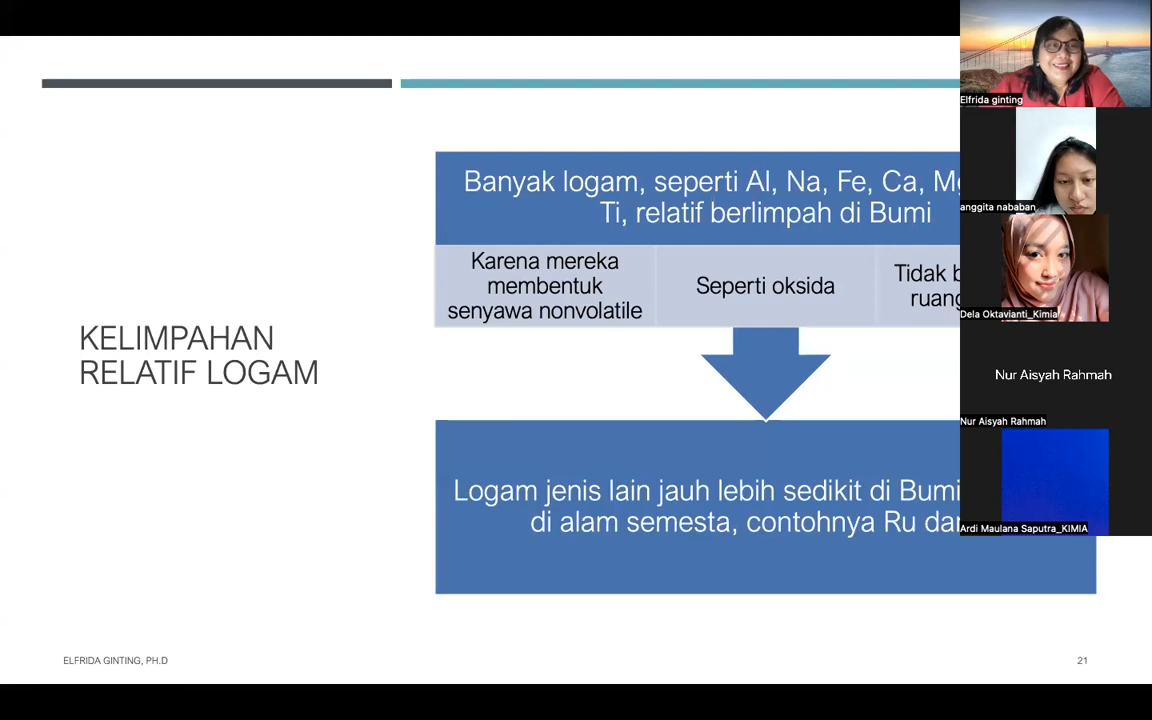 Banyak logam, seperti Al, Na, Fe, Ca,
Ti, relatif berlimpah di Bumi
Karena mereka
membentuk
senyawa nonvolatile
Seperti oksida
Tidak
KELIMPAHAN
RELATIF LOGAM
Logam jenis lain jauh lebih sedikit di Bumi
di alam semesta, contohnya Ru
ELFRIDA GINTING, PH.D
21
Elfrida ginting
anggita nababan
Dela Oktavianti_Kimia
Nur Aisyah Rahmah
Nur Aisyah Rahmah
Ardi Maulana Saputra_KIMIA